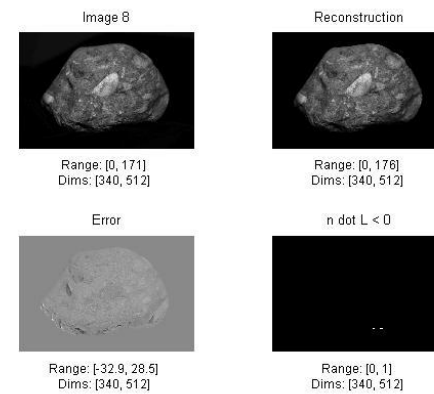 Image 8
Reconstruction
Range: [0, 171]
Dims: [340, 512]
Range: [0, 176]
Dims: [340, 512]
Error
n dot L < 0
Range: [-32.9, 28.5]
Dims: [340, 512]
Range: [0, 1]
Dims: [340, 512]